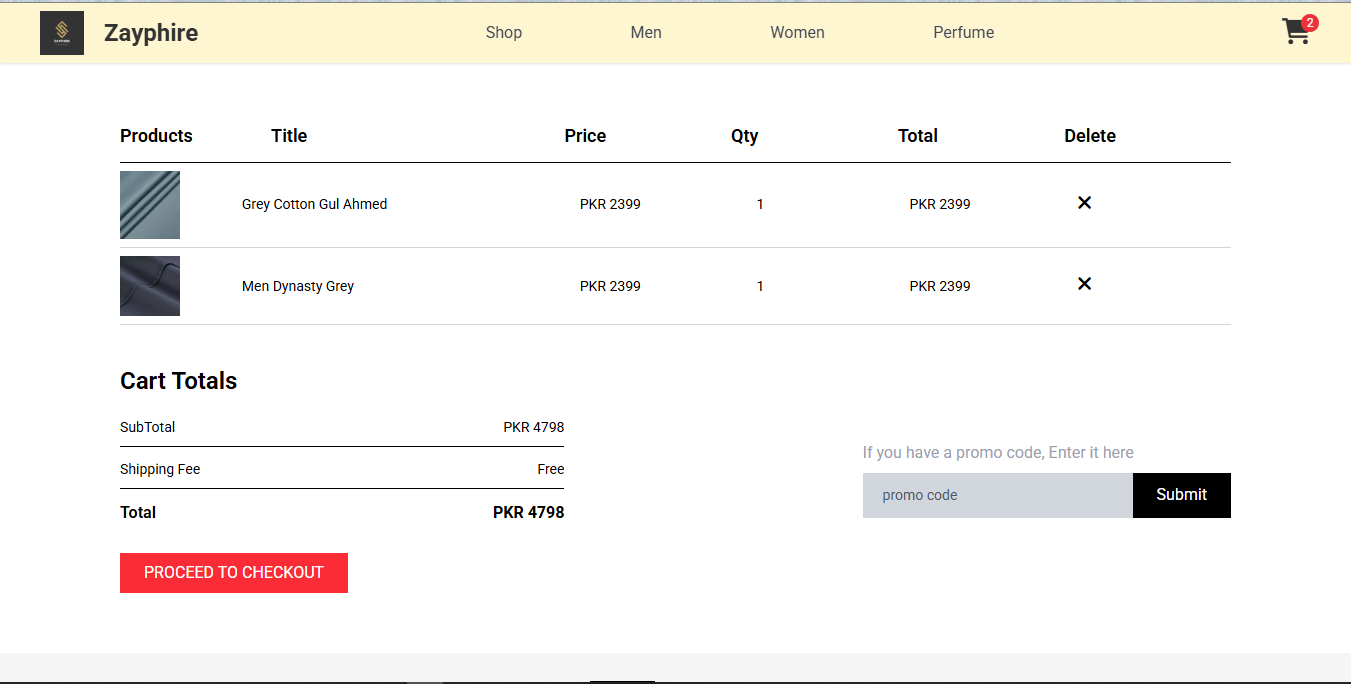 Zayphire Shop Men Women Perfume 2
Products Title Price Qty Total Delete
Grey Cotton Gul Ahmed PKR 2399 1 PKR 2399
Men Dynasty Grey PKR 2399 1 PKR 2399
Cart Totals
SubTotal PKR 4798
Shipping Fee Free
Total PKR 4798
PROCEED TO CHECKOUT
If you have a promo code, Enter it here
promo code Submit